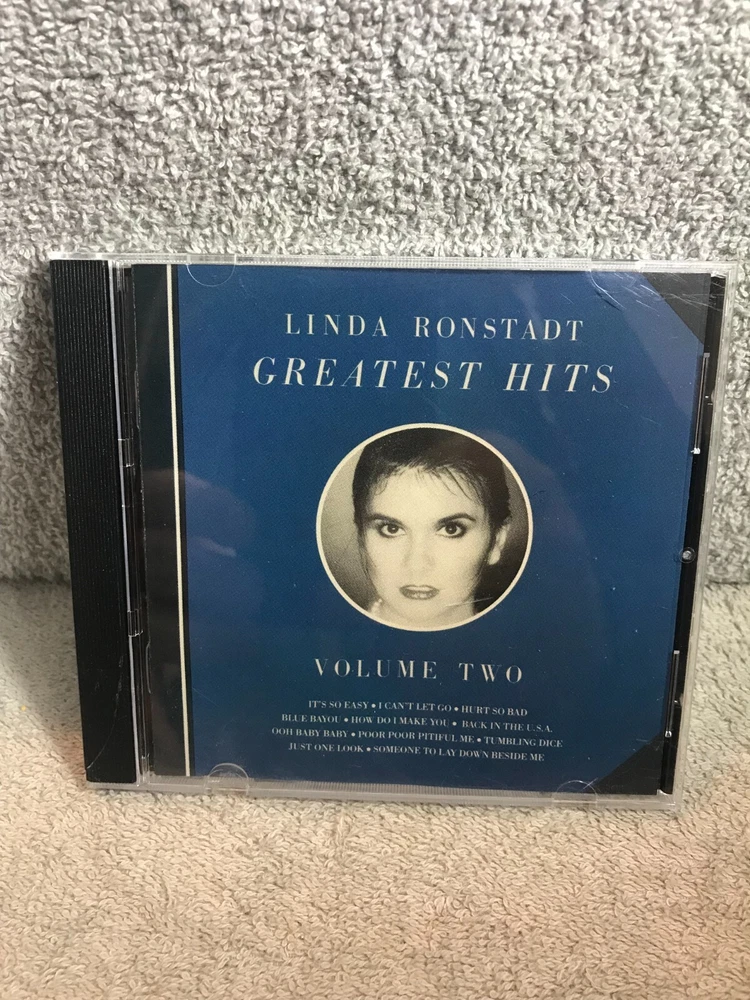 LINDA RONSTADT
GREATEST HITS
VOLUME TWO
IT'S SO EASY • I CAN'T LET GO • HURT SO BAD
BLUE BAYOU • HOW DO I MAKE YOU • BACK IN THE U.S.A.
OOH BABY BABY • POOR POOR PITIFUL ME • TUMBLING DICE
JUST ONE LOOK • SOMEONE TO LAY DOWN BESIDE ME